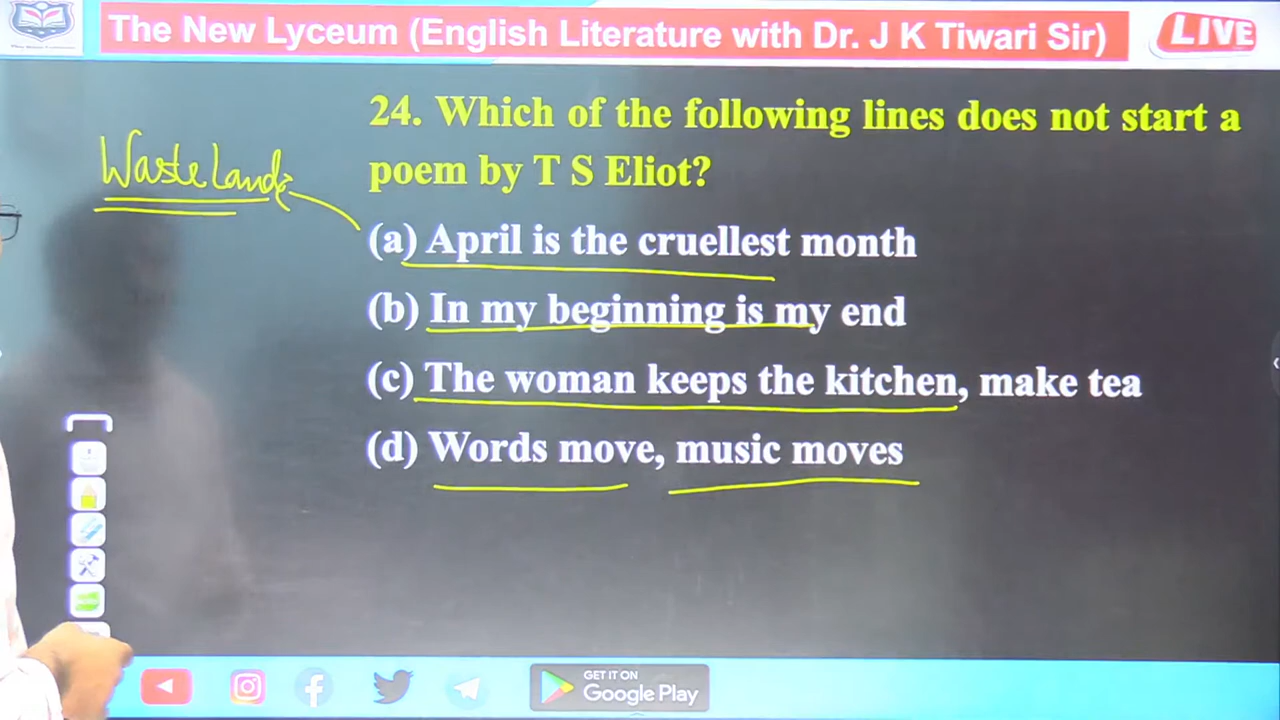 The New Lyceum (English Literature with Dr. J K Tiwari Sir)
LIVE
24. Which of the following lines does not start a
poem by T S Eliot?
Waste Land
(a) April is the cruellest month
(b) In my beginning is my end
(c) The woman keeps the kitchen, make tea
(d) Words move, music moves
GET IT ON
Google Play